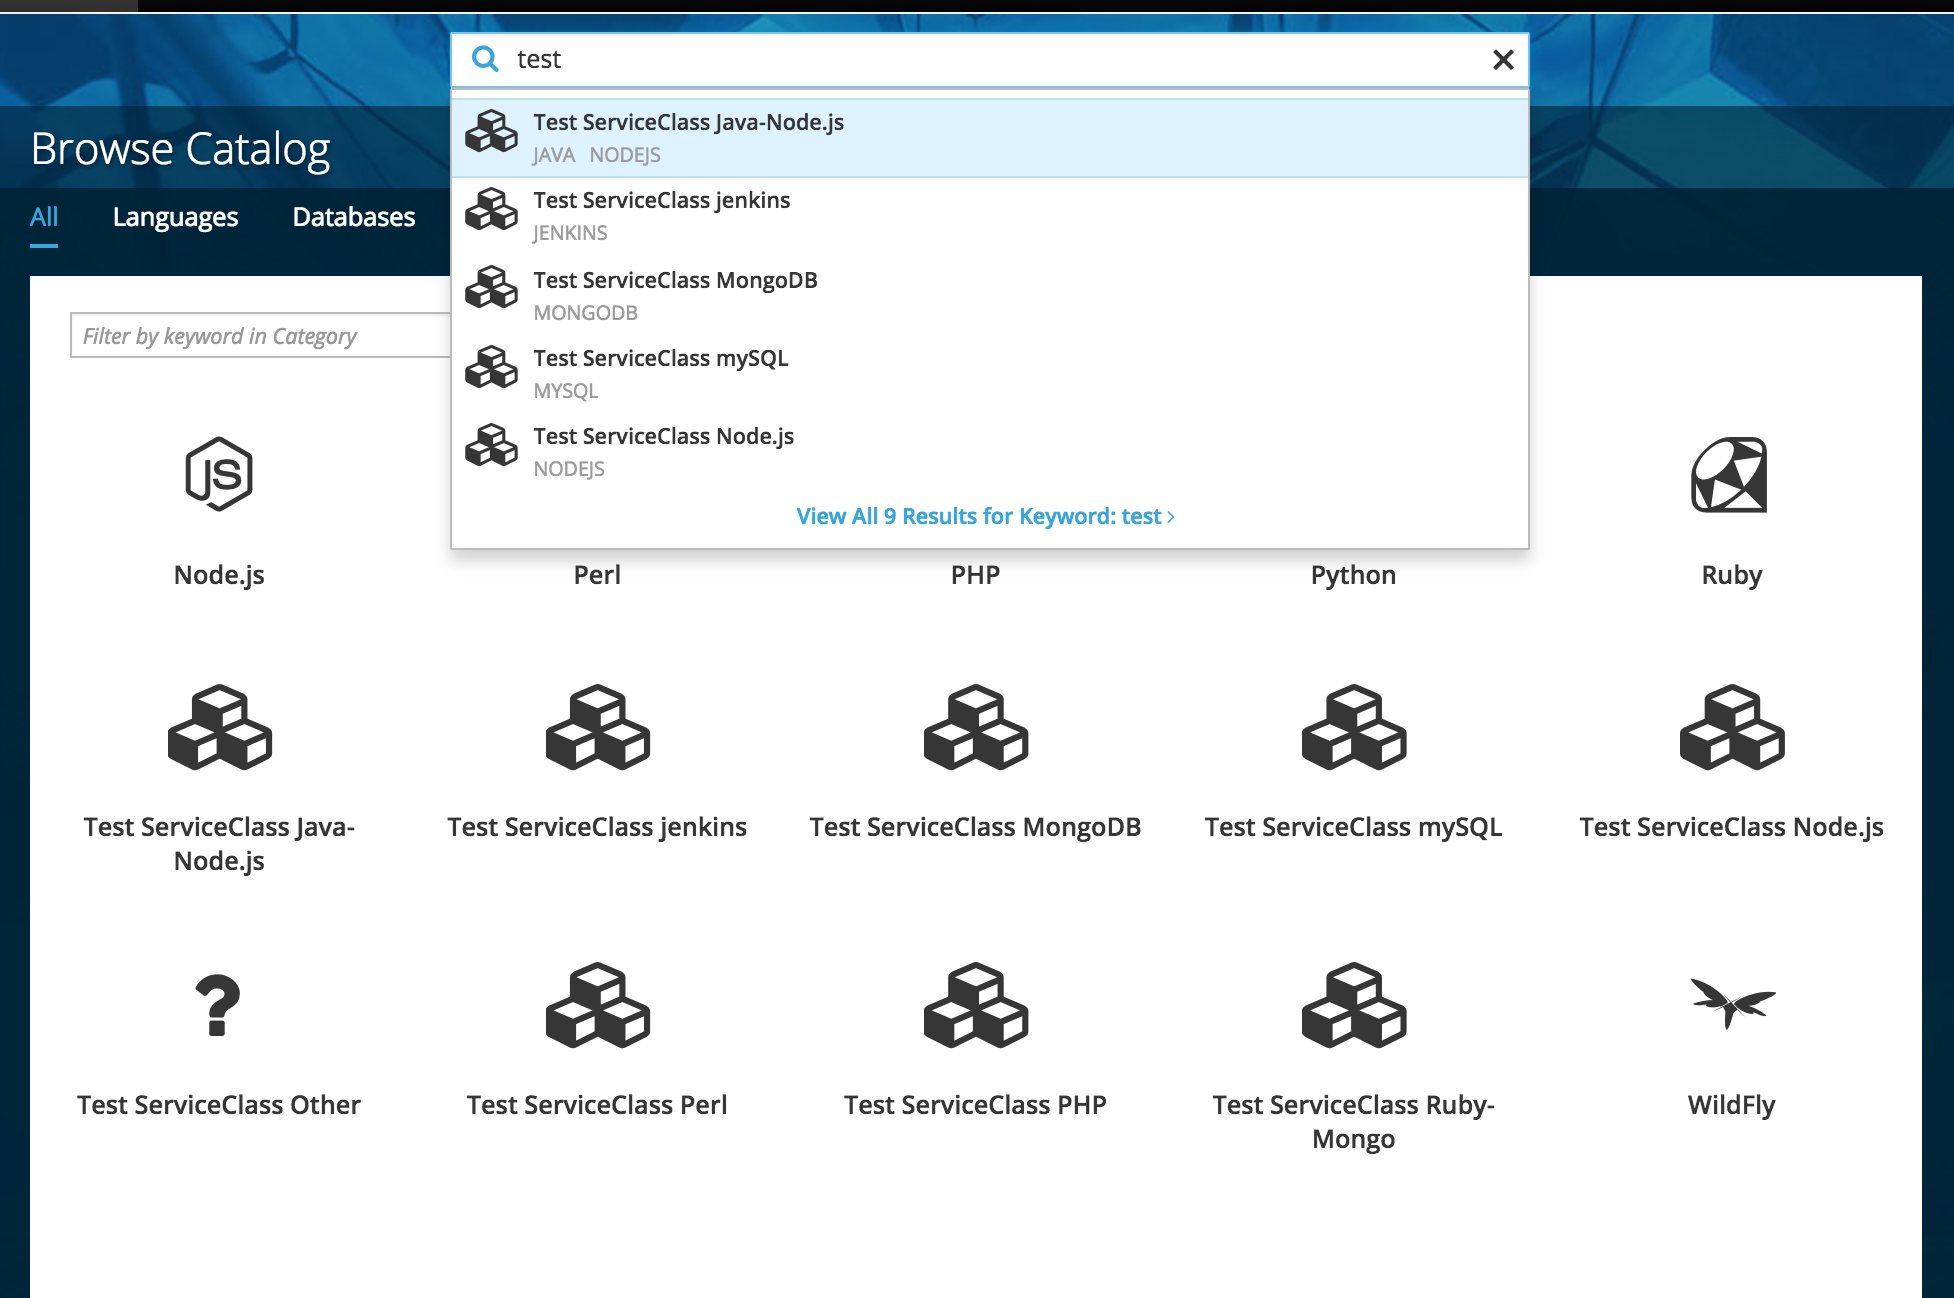 test
Test ServiceClass Java-Node.js
JAVA NODEJS
Browse Catalog
Test ServiceClass jenkins
JENKINS
All Languages Databases
Test ServiceClass MongoDB
MONGODB
Filter by keyword in Category
Test ServiceClass mySQL
MYSQL
Test ServiceClass Node.js
NODEJS
View All 9 Results for Keyword: test
JS
Node.js Perl PHP Python Ruby
Test ServiceClass Java- Test ServiceClass jenkins Test ServiceClass MongoDB Test ServiceClass mySQL Test ServiceClass Node.js
Node.js
Test ServiceClass Other Test ServiceClass Perl Test ServiceClass PHP Test ServiceClass Ruby- WildFly
Mongo